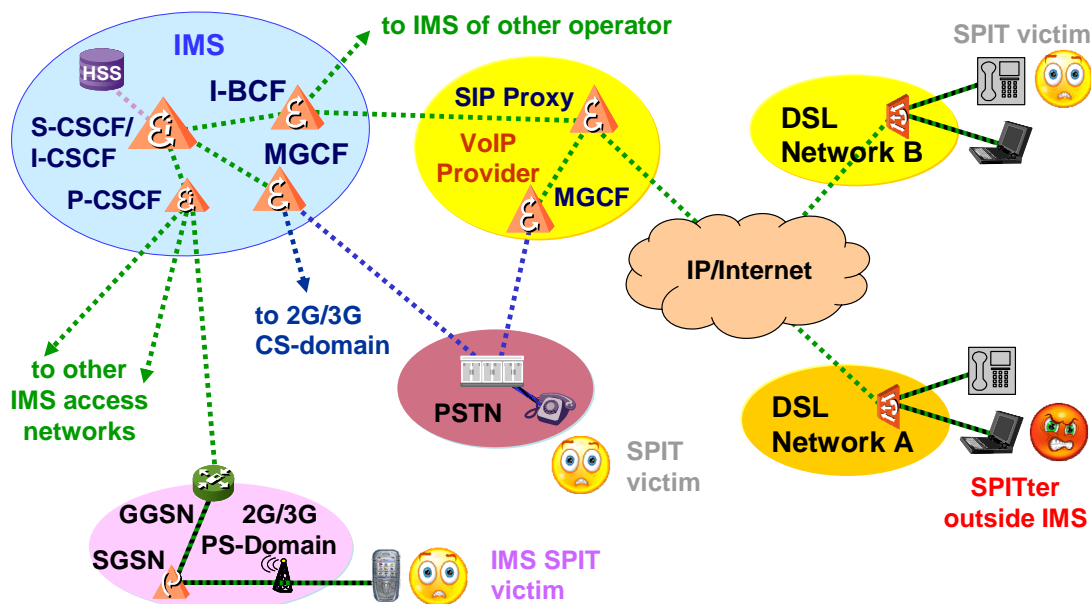 to IMS of other operator
SPIT victim
IMS
HSS
I-BCF
SIP Proxy
S-CSCF/
I-CSCF
MGCF
VoIP
Provider
DSL
Network B
P-CSCF
MGCF
IP/Internet
to 2G/3G
CS-domain
to other
IMS access
networks
PSTN
DSL
Network A
SPIT
victim
SPITter
outside IMS
GGSN
2G/3G
PS-Domain
SGSN
IMS SPIT
victim